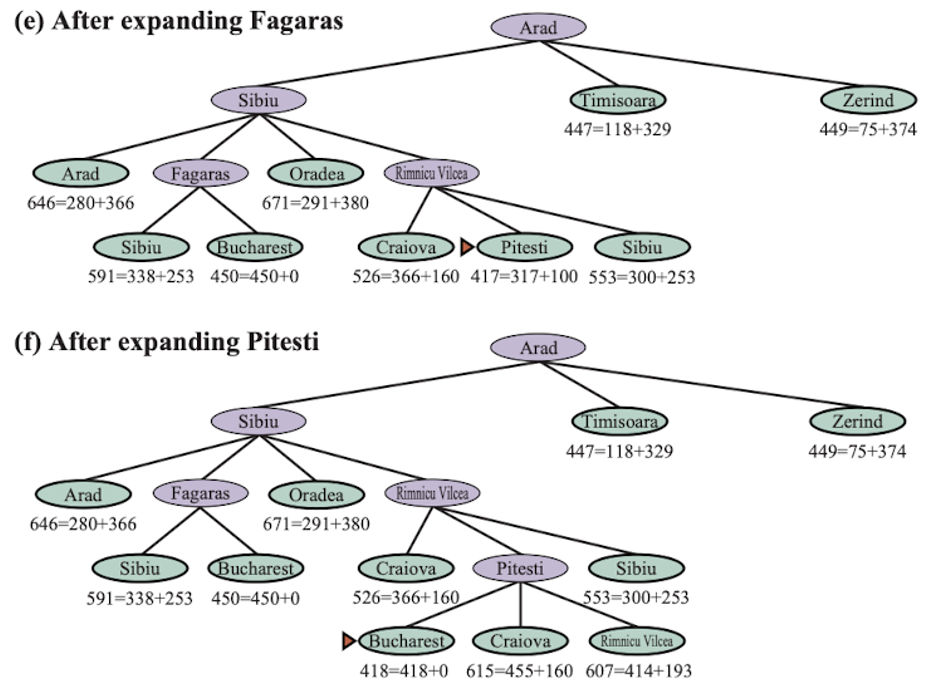 (e) After expanding Fagaras
Arad
Sibiu Timisoara Zerind
447=118+329 449=75+374
Arad Fagaras Oradea Rimnicu Vilcea
646=280+366 671=291+380
Sibiu Bucharest Craiova Pitesti Sibiu
591=338+253 450=450+0 526=366+160 417=317+100 553=300+253
(f) After expanding Pitesti
Arad
Sibiu Timisoara Zerind
447=118+329 449=75+374
Arad Fagaras Oradea Rimnicu Vilcea
646=280+366 671=291+380
Sibiu Bucharest Craiova Pitesti Sibiu
591=338+253 450=450+0 526=366+160 553=300+253
Bucharest Craiova Rimnicu Vilcea
418=418+0 615=455+160 607=414+193